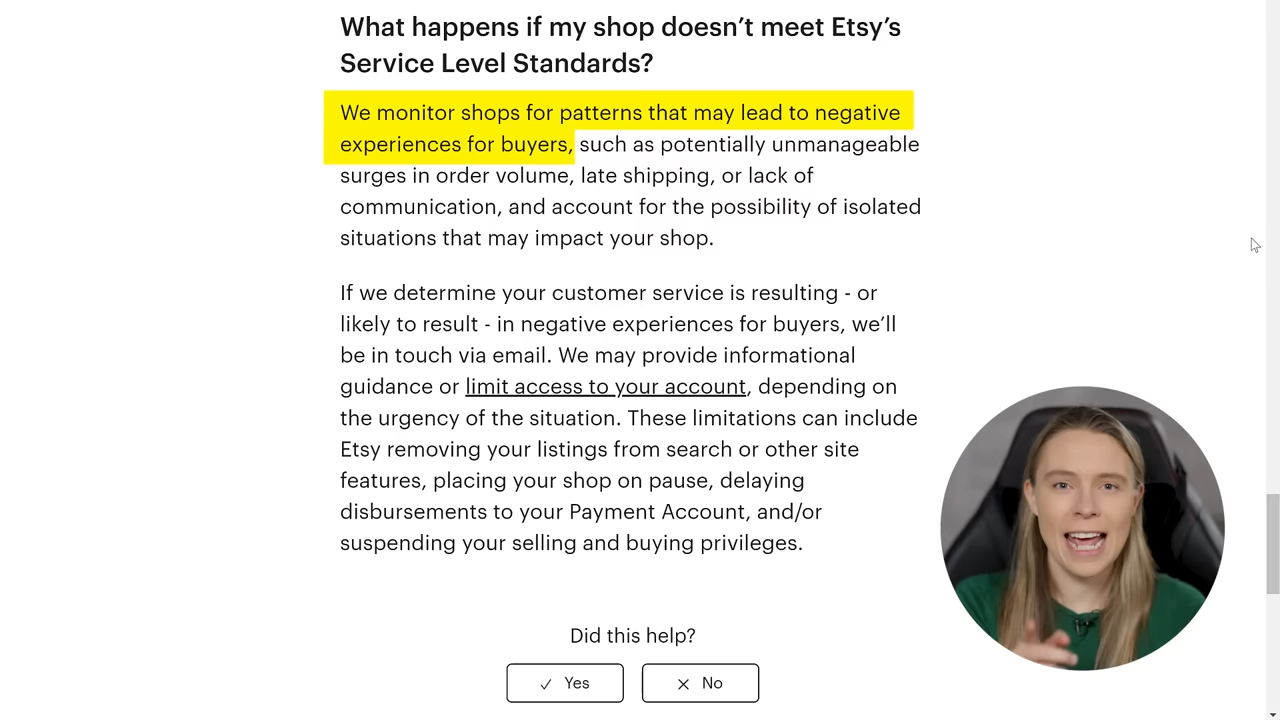 What happens if my shop doesn’t meet Etsy’s
Service Level Standards?
We monitor shops for patterns that may lead to negative
experiences for buyers, such as potentially unmanageable
surges in order volume, late shipping, or lack of
communication, and account for the possibility of isolated
situations that may impact your shop.
If we determine your customer service is resulting - or
likely to result - in negative experiences for buyers, we’ll
be in touch via email. We may provide informational
guidance or limit access to your account, depending on
the urgency of the situation. These limitations can include
Etsy removing your listings from search or other site
features, placing your shop on pause, delaying
disbursements to your Payment Account, and/or
suspending your selling and buying privileges.
Did this help?
Yes
No